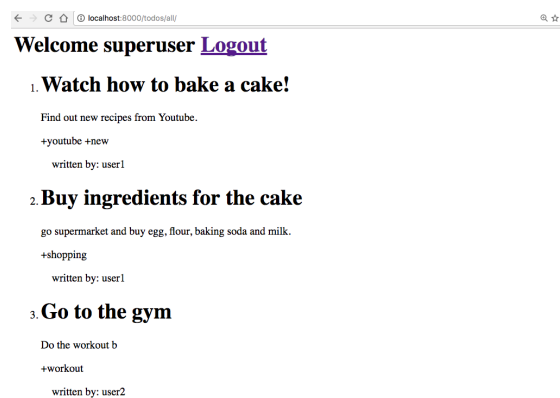 localhost:8000/todos/all/
Welcome superuser Logout
1. Watch how to bake a cake!
Find out new recipes from Youtube.
+youtube +new
written by: user1
2. Buy ingredients for the cake
go supermarket and buy egg, flour, baking soda and milk.
+shopping
written by: user1
3. Go to the gym
Do the workout b
+workout
written by: user2